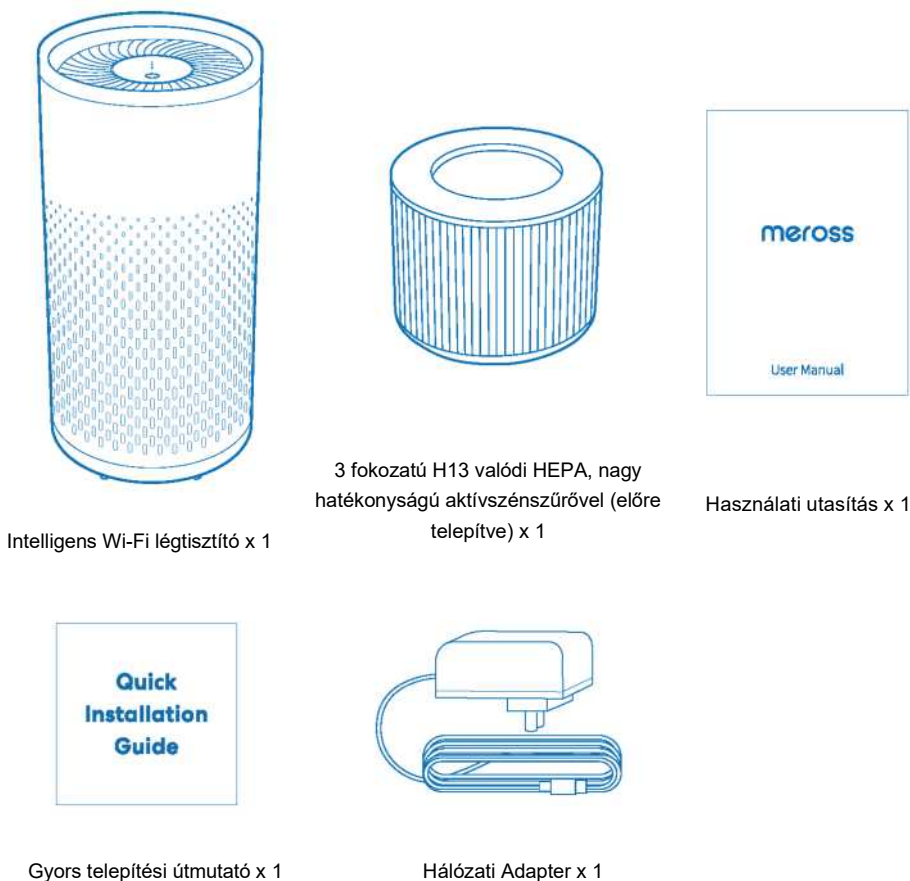 meross
User Manual
3 fokozatú H13 valódi HEPA, nagy
hatékonyságú aktívszénszűrővel (előre
telepítve) x 1
Használati utasítás x 1
Intelligens Wi-Fi légtisztító x 1
Quick
Installation
Guide
Gyors telepítési útmutató x 1
Hálózati Adapter x 1